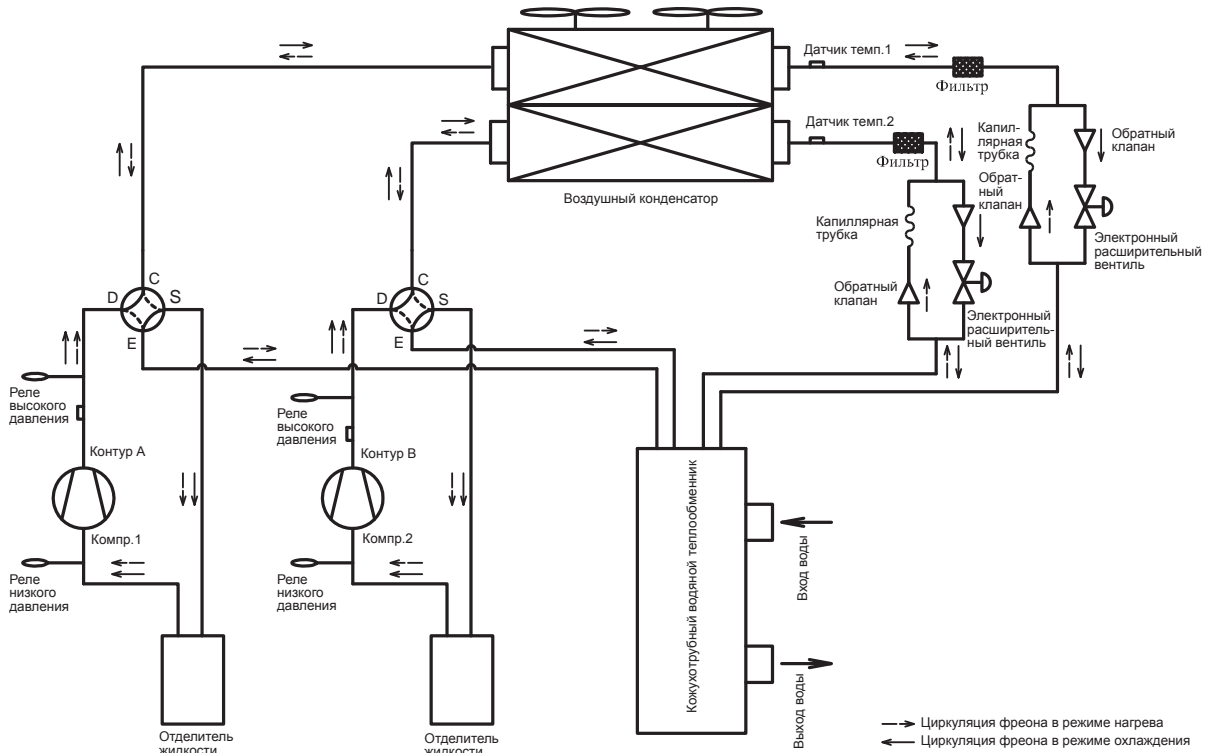 Датчик темп.1
Фильтр
Датчик темп.2
Фильтр
Капил-
лярная
трубка
Обратный
клапан
Обрат-
ный
клапан
Воздушный конденсатор
Капиллярная
трубка
Электронный
расширительный
вентиль
Обратный
клапан
Электронный
расширитель-
ный вентиль
C
D
S
E
C
D
S
E
Реле
высокого
давления
Реле
высокого
давления
Контур A
Контур B
Компр.1
Компр.2
Реле
низкого
давления
Реле
низкого
давления
Кожухотрубный водяной теплообменник
Вход воды
Выход воды
Отделитель
жидкости
Отделитель
жидкости
Циркуляция фреона в режиме нагрева
Циркуляция фреона в режиме охлаждения